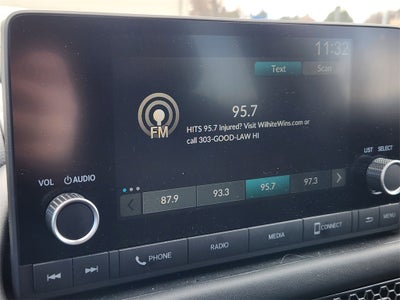 11:32
Text Scan
95.7
FM
HITS 95.7 Injured? Visit WilhiteWins.com or
call 303-GOOD-LAW HI
87.9 93.3 95.7 97.3
VOL AUDIO
UST SELECT
PHONE RADIO MEDIA CONNECT MENU